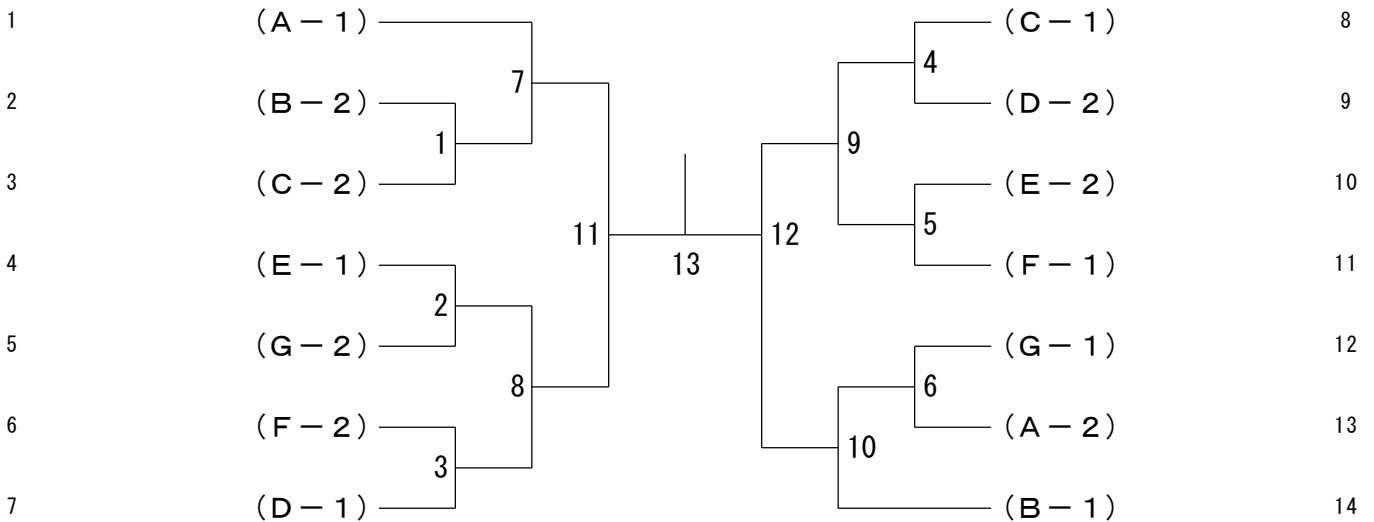 1 （A－1） （C－1） 8
7 4
2 （B－2） （D－2） 9
1 9
3 （C－2） （E－2） 10
11 12 5
4 （E－1） 13 （F－1） 11
2
5 （G－2） （G－1） 12
8 6
6 （F－2） （A－2） 13
3 10
7 （D－1） （B－1） 14